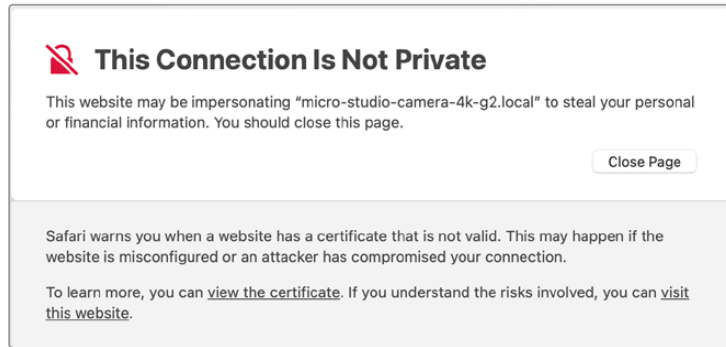 This Connection Is Not Private
This website may be impersonating “micro-studio-camera-4k-g2.local” to steal your personal
or financial information. You should close this page.
Close Page
Safari warns you when a website has a certificate that is not valid. This may happen if the
website is misconfigured or an attacker has compromised your connection.
To learn more, you can view the certificate. If you understand the risks involved, you can visit
this website.